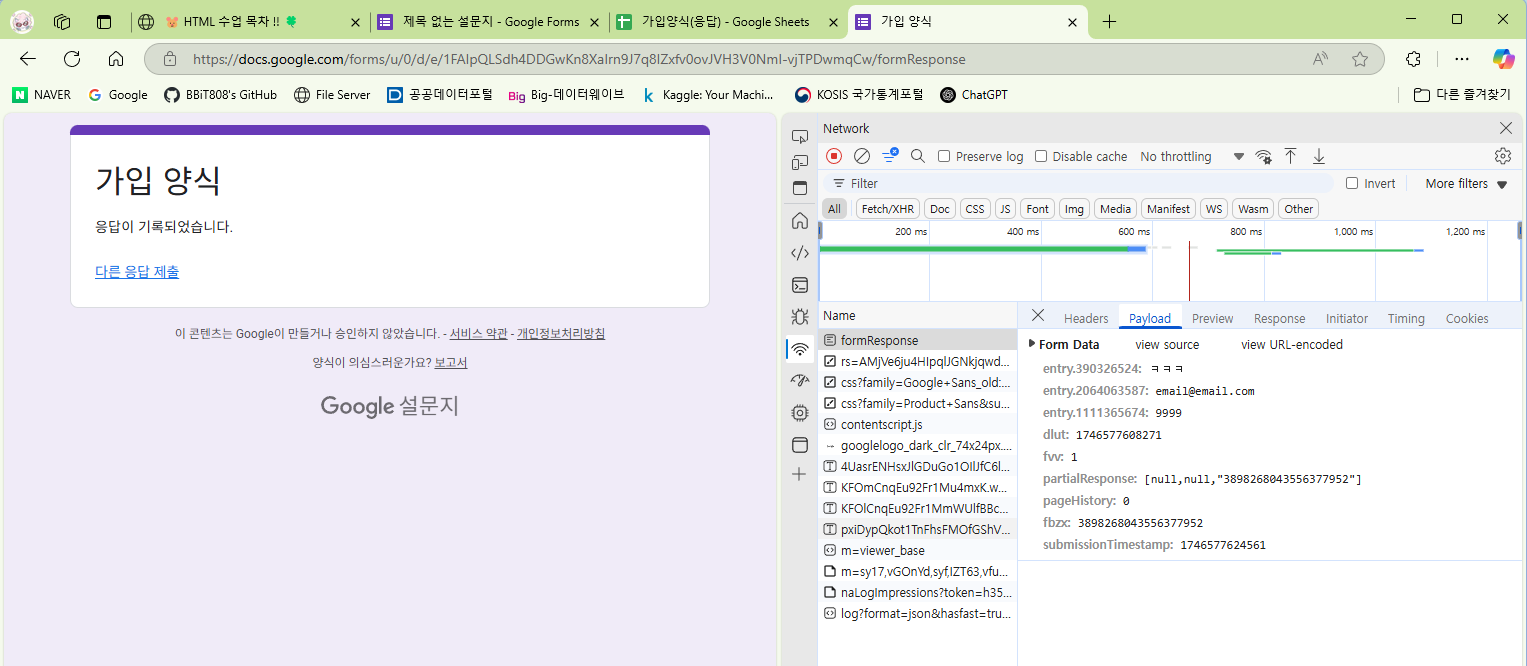 HTML 수업 목차 !!
제목 없는 설문지 - Google Forms
가입양식(응답) - Google Sheets
가입 양식
https://docs.google.com/forms/u/0/d/e/1FAIpQLSdh4DDGwKn8XaIrn9J7q8IZxfv0ovJVH3V0NmI-vjTPDwmqCw/formResponse
NAVER
Google
BBiT808's GitHub
File Server
공공데이터포털
Big
Big-데이터웨이브
Kaggle: Your Machi...
KOSIS 국가통계포털
ChatGPT
다른 즐겨찾기
가입 양식
응답이 기록되었습니다.
다른 응답 제출
이 콘텐츠는 Google이 만들거나 승인하지 않았습니다. - 서비스 약관 - 개인정보처리방침
양식이 의심스러운가요? 보고서
Google 설문지
Network
Preserve log
Disable cache
No throttling
Filter
Invert
More filters
All
Fetch/XHR
Doc
CSS
JS
Font
Img
Media
Manifest
WS
Wasm
Other
200 ms
400 ms
600 ms
800 ms
1,000 ms
1,200 ms
Name
formResponse
rs=AMjVe6ju4HIpqlJGNkjqwd...
css?family=Google+Sans_old:...
css?family=Product+Sans&su...
contentscript.js
googlelogo_dark_clr_74x24px....
4UasrENHsxJlGDuGo1OIlJfC6l...
KFOmCnqEu92Fr1Mu4mxK.w...
KFOlCnqEu92Fr1MmWUlfBBc...
pxiDypQkot1TnFhsFMOfGShV...
m=viewer_base
m=sy17,vGOnYd,syf,IZT63,vfu...
naLogImpressions?token=h35...
log?format=json&hasfast=tru...
Headers
Payload
Preview
Response
Initiator
Timing
Cookies
Form Data
view source
view URL-encoded
entry.390326524: ㅋㅋㅋ
entry.2064063587: email@email.com
entry.1111365674: 9999
dlut: 1746577608271
fvv: 1
partialResponse: [null,null,"3898268043556377952"]
pageHistory: 0
fbzx: 3898268043556377952
submissionTimestamp: 1746577624561